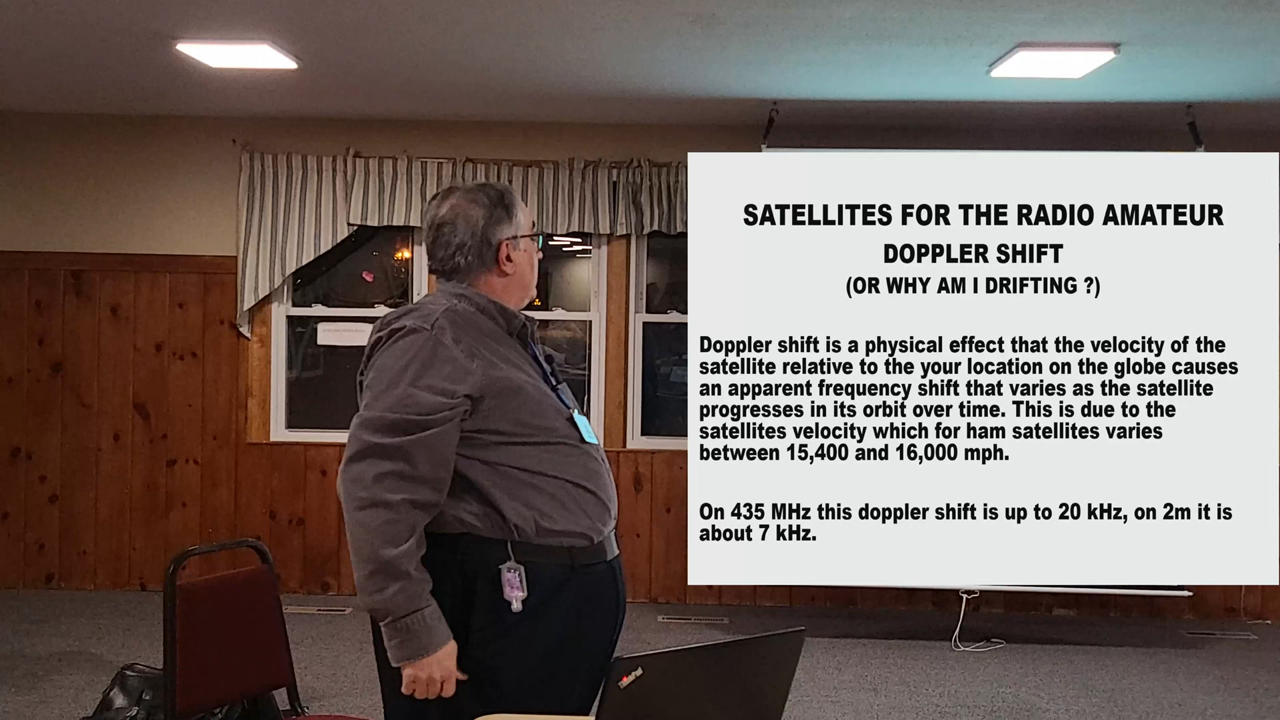 SATELLITES FOR THE RADIO AMATEUR
DOPPLER SHIFT
(OR WHY AM I DRIFTING ?)
Doppler shift is a physical effect that the velocity of the
satellite relative to the your location on the globe causes
an apparent frequency shift that varies as the satellite
progresses in its orbit over time. This is due to the
satellites velocity which for ham satellites varies
between 15,400 and 16,000 mph.
On 435 MHz this doppler shift is up to 20 kHz, on 2m it is
about 7 kHz.
ThinkPad